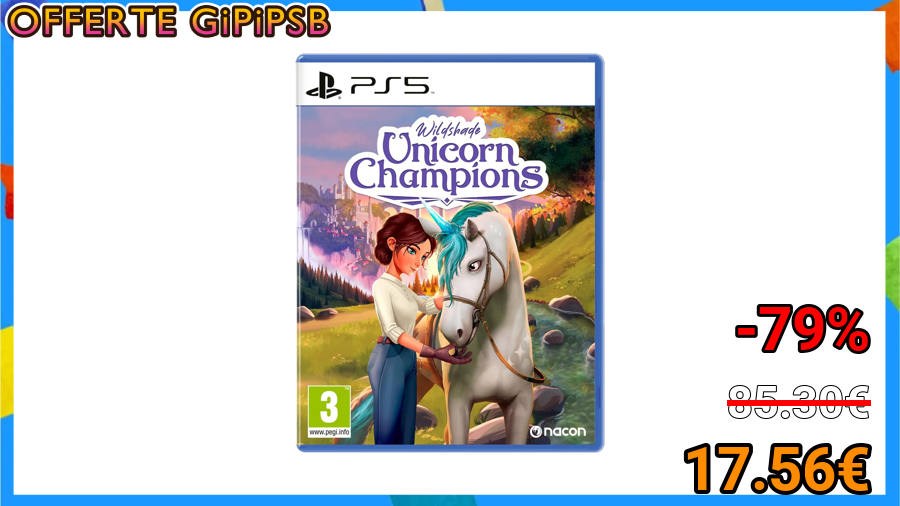 OFFERTE GiPiPSB
PS5
Wildshade
Unicorn
Champions
3
www.pegi.info
nacon
-79%
85.30€
17.56€